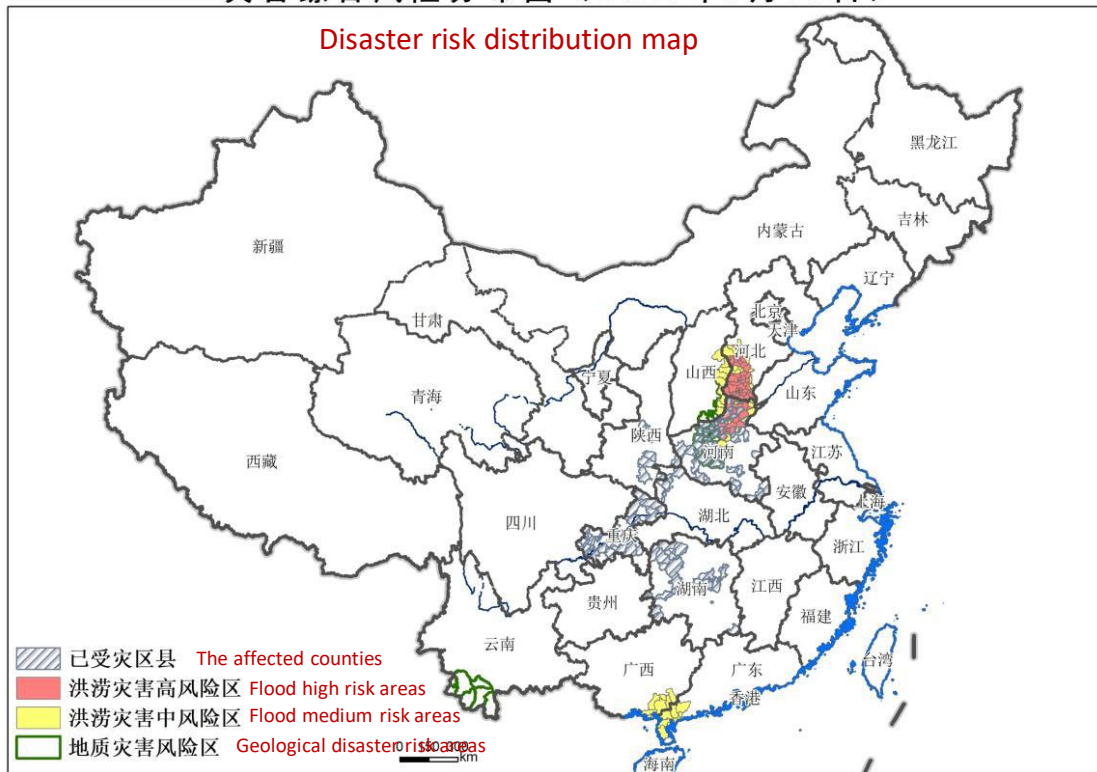 Disaster risk distribution map
黑龙江
吉林
内蒙古
新疆
辽宁
北京
天津
甘肃
河北
宁夏
山西
山东
青海
陕西
河南
江苏
西藏
安徽
上海
四川
湖北
重庆
浙江
湖南
江西
贵州
福建
云南
台湾
广西
广东
香港
海南
已受灾区县 The affected counties
洪涝灾害高风险区 Flood high risk areas
洪涝灾害中风险区 Flood medium risk areas
地质灾害风险区 Geological disaster risk areas
0 150 300
km